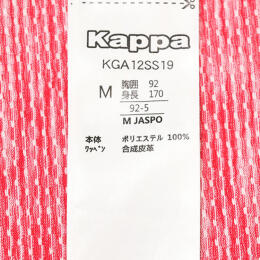 Kappa
KGA12SS19
M 胸囲 92
身長 170
92-5
M JASPO
本体 ポリエステル 100%
ワッペン 合成皮革